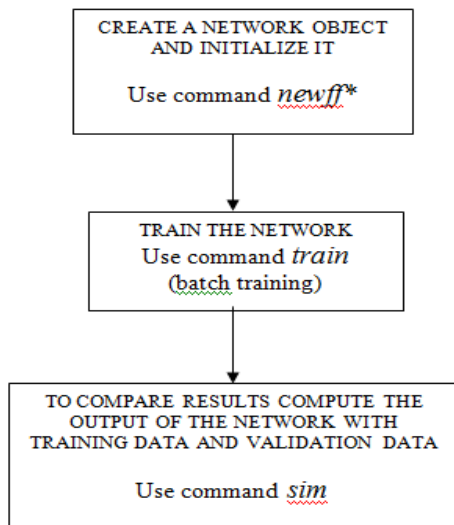 CREATE A NETWORK OBJECT
AND INITIALIZE IT
Use command newff*
TRAIN THE NETWORK
Use command train
(batch training)
TO COMPARE RESULTS COMPUTE THE
OUTPUT OF THE NETWORK WITH
TRAINING DATA AND VALIDATION DATA
Use command sim